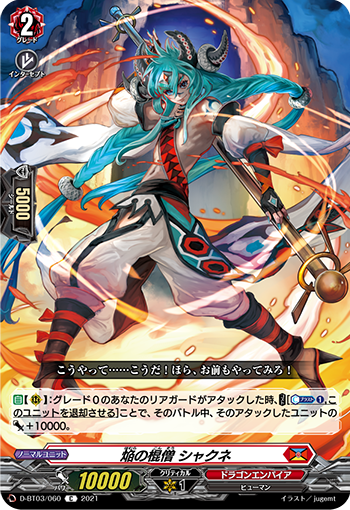 2
グレード
インターセプト
5000
シールド
こうやって……こうだ！ほら、お前もやってみろ！
【自】【(R)】：グレード０のあなたのリアガードがアタックした時、【コスト】【(カウンターブラスト)１,
このユニットを退却させる】ことで、そのバトル中、そのアタックしたユニットの
+10000。
ノーマルユニット
ほむら こんそう
焔の棍僧 シャクネ
パワー
10000
クリティカル
1
ドラゴンエンパイア
ヒューマン
D-BT03/060 C 2021
イラスト／jugemt